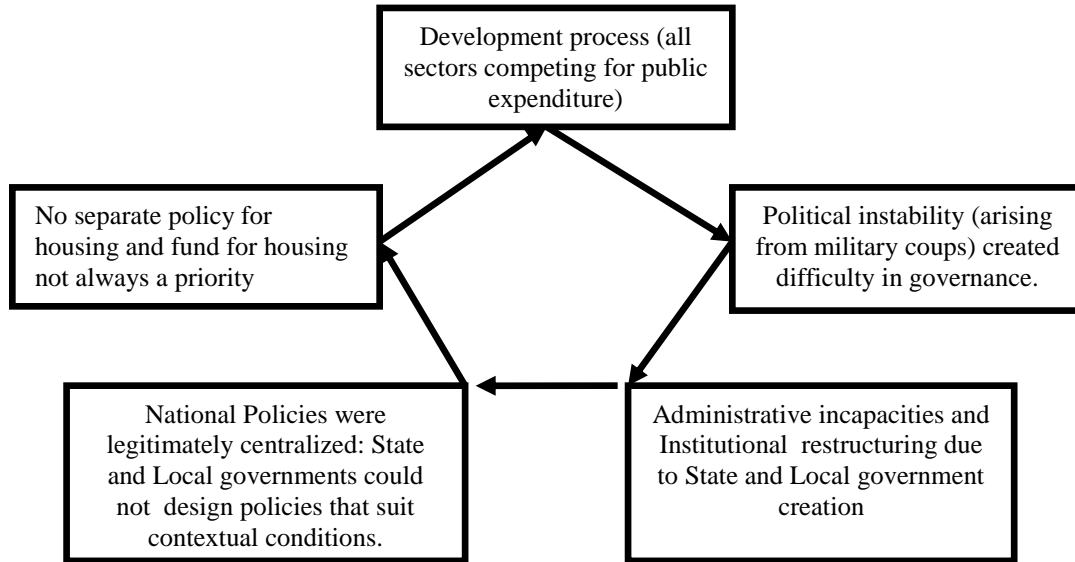 Development process (all
sectors competing for public
expenditure)
No separate policy for
housing and fund for housing
not always a priority
Political instability (arising
from military coups) created
difficulty in governance.
National Policies were
legitimately centralized: State
and Local governments could
not design policies that suit
contextual conditions.
Administrative incapacities and
Institutional restructuring due
to State and Local government
creation